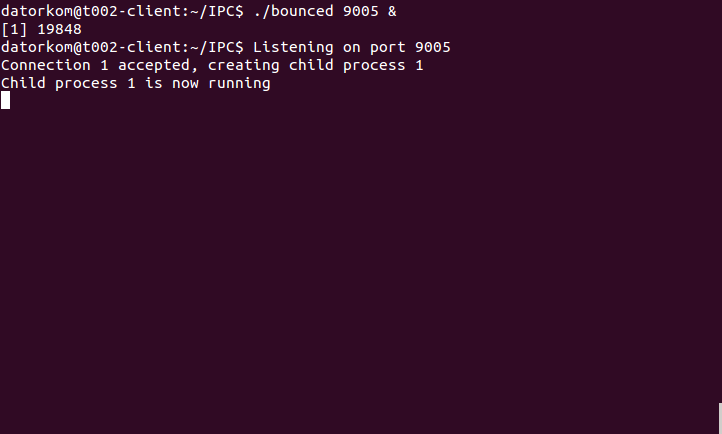 datorkom@t002-client:~/IPC$ ./bounced 9005 &
[1] 19848
datorkom@t002-client:~/IPC$ Listening on port 9005
Connection 1 accepted, creating child process 1
Child process 1 is now running